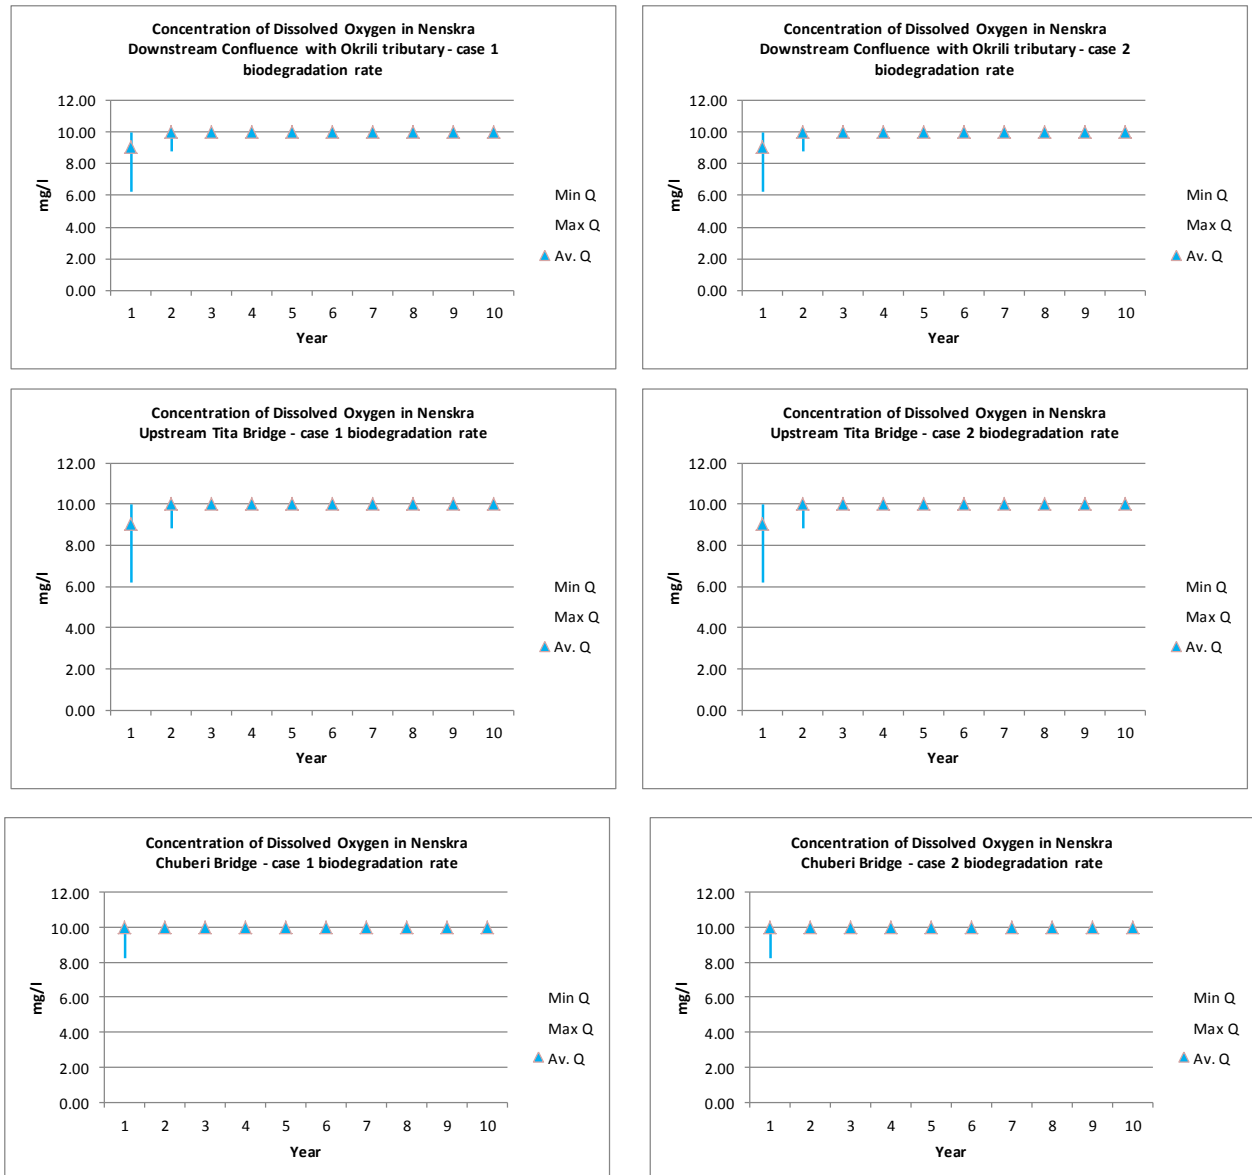 Concentration of Dissolved Oxygen in Nenskra
Downstream Confluence with Okrili tributary - case 1
biodegradation rate
12.00
10.00
8.00
6.00
4.00
2.00
0.00
mg/l
1 2 3 4 5 6 7 8 9 10
Year
Min Q
Max Q
Av. Q
Concentration of Dissolved Oxygen in Nenskra
Downstream Confluence with Okrili tributary - case 2
biodegradation rate
12.00
10.00
8.00
6.00
4.00
2.00
0.00
mg/l
1 2 3 4 5 6 7 8 9 10
Year
Min Q
Max Q
Av. Q
Concentration of Dissolved Oxygen in Nenskra
Upstream Tita Bridge - case 1 biodegradation rate
12.00
10.00
8.00
6.00
4.00
2.00
0.00
mg/l
1 2 3 4 5 6 7 8 9 10
Year
Min Q
Max Q
Av. Q
Concentration of Dissolved Oxygen in Nenskra
Upstream Tita Bridge - case 2 biodegradation rate
12.00
10.00
8.00
6.00
4.00
2.00
0.00
mg/l
1 2 3 4 5 6 7 8 9 10
Year
Min Q
Max Q
Av. Q
Concentration of Dissolved Oxygen in Nenskra
Chuberi Bridge - case 1 biodegradation rate
12.00
10.00
8.00
6.00
4.00
2.00
0.00
mg/l
1 2 3 4 5 6 7 8 9 10
Year
Min Q
Max Q
Av. Q
Concentration of Dissolved Oxygen in Nenskra
Chuberi Bridge - case 2 biodegradation rate
12.00
10.00
8.00
6.00
4.00
2.00
0.00
mg/l
1 2 3 4 5 6 7 8 9 10
Year
Min Q
Max Q
Av. Q